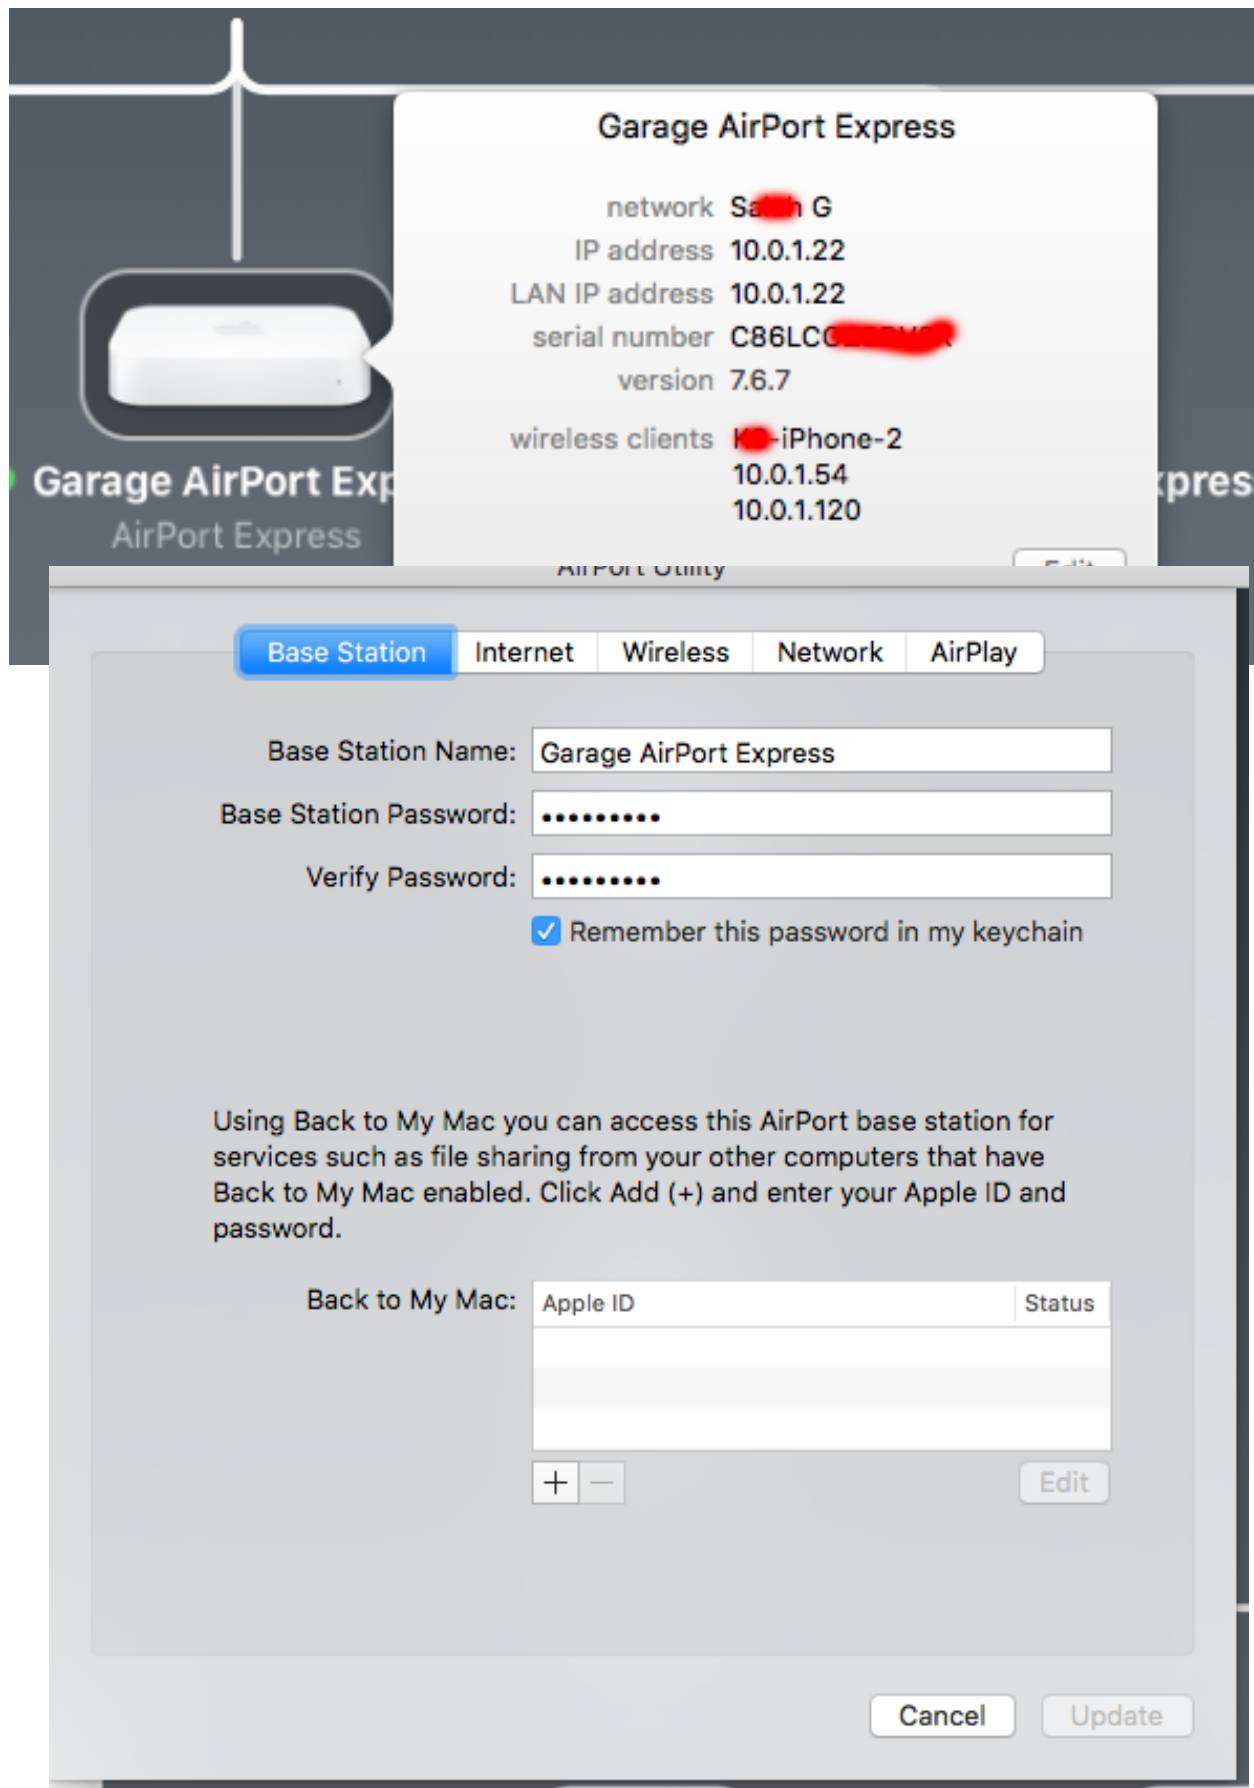 Garage AirPort Express
network S G
IP address 10.0.1.22
LAN IP address 10.0.1.22
serial number C86LC
version 7.6.7
wireless clients -iPhone-2
10.0.1.54
10.0.1.120
Garage AirPort Exp
xpres
AirPort Express
Edit
AirPort Utility
Base Station Internet Wireless Network AirPlay
Base Station Name: Garage AirPort Express
Base Station Password: •••••••••
Verify Password: •••••••••
Remember this password in my keychain
Using Back to My Mac you can access this AirPort base station for
services such as file sharing from your other computers that have
Back to My Mac enabled. Click Add (+) and enter your Apple ID and
password.
Back to My Mac: Apple ID Status
+ −
Edit
Cancel Update